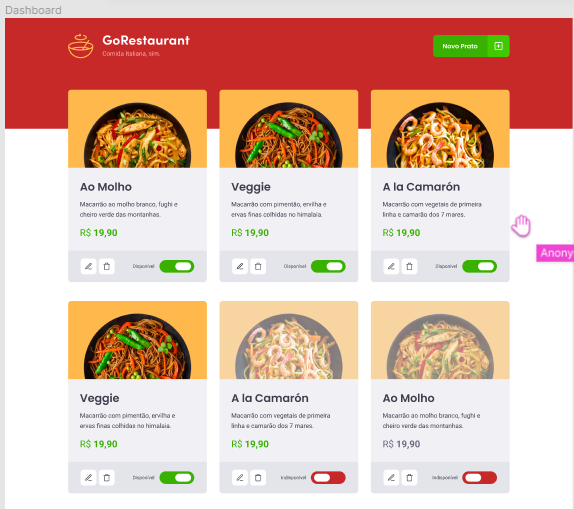 Dashboard
GoRestaurant
Comida Italiana, sim.
Novo Prato
Ao Molho
Macarrão ao molho branco, fughi e
cheiro verde das montanhas.
R$ 19,90
Disponível
Veggie
Macarrão com pimentão, ervilha e
ervas finas colhidas no himalaia.
R$ 19,90
Disponível
A la Camarón
Macarrão com vegetais de primeira
linha e camarão dos 7 mares.
R$ 19,90
Disponível
Anony
Veggie
Macarrão com pimentão, ervilha e
ervas finas colhidas no himalaia.
R$ 19,90
Disponível
A la Camarón
Macarrão com vegetais de primeira
linha e camarão dos 7 mares.
R$ 19,90
Indisponível
Ao Molho
Macarrão ao molho branco, fughi e
cheiro verde das montanhas.
R$ 19,90
Indisponível